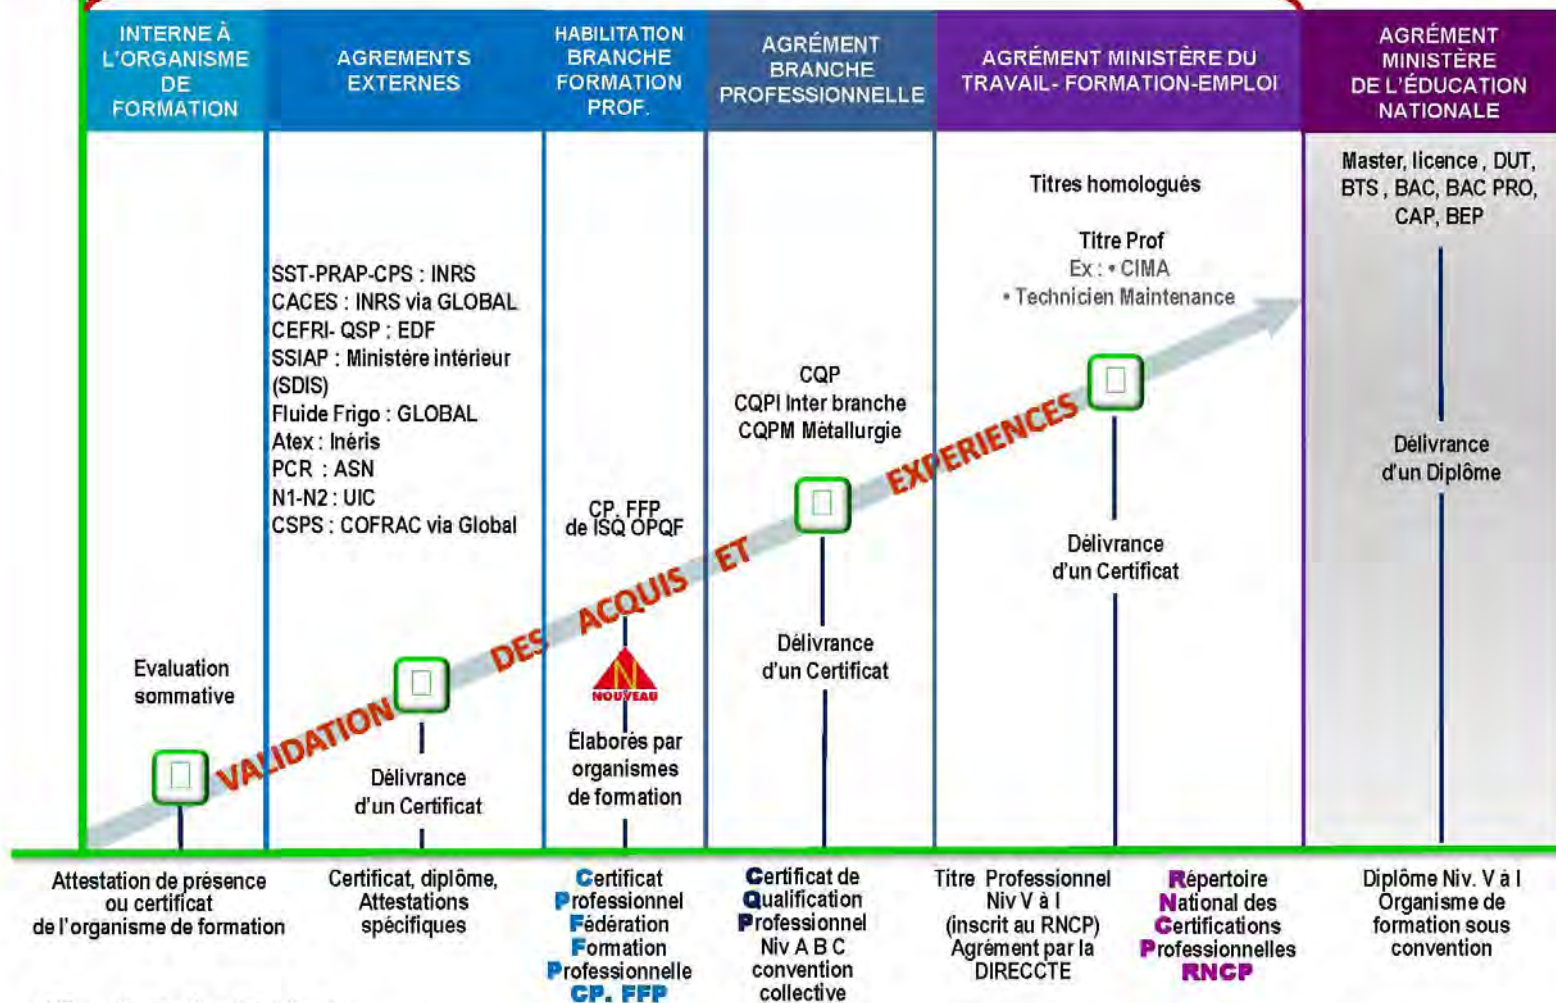 INTERNE À
L'ORGANISME
DE
FORMATION
AGREMENTS
EXTERNES
HABILITATION
BRANCHE
FORMATION
PROF.
AGRÉMENT
BRANCHE
PROFESSIONNELLE
AGRÉMENT MINISTÈRE DU
TRAVAIL- FORMATION-EMPLOI
AGRÉMENT
MINISTÈRE
DE L'ÉDUCATION
NATIONALE
Evaluation
sommative
SST-PRAP-CPS : INRS
CACES : INRS via GLOBAL
CEFRI- QSP : EDF
SSIAP : Ministère intérieur
(SDIS)
Fluide Frigo : GLOBAL
Atex : Inéris
PCR : ASN
N1-N2 : UIC
CSPS : COFRAC via Global
Délivrance
d'un Certificat
CP. FFP
de ISQ OPQF
N
NOUVEAU
Élaborés par
organismes
de formation
CQP
CQPI Inter branche
CQPM Métallurgie
Délivrance
d'un Certificat
Titres homologués
Titre Prof
Ex : • CIMA
• Technicien Maintenance
Délivrance
d'un Certificat
Master, licence , DUT,
BTS , BAC, BAC PRO,
CAP, BEP
Délivrance
d'un Diplôme
VALIDATION DES ACQUIS ET EXPERIENCES
Attestation de présence
ou certificat
de l'organisme de formation
Certificat, diplôme,
Attestations
spécifiques
Certificat
Professionnel
Fédération
Formation
Professionnelle
CP. FFP
Certificat de
Qualification
Professionnel
Niv A B C
convention
collective
Titre Professionnel
Niv V à I
(inscrit au RNCP)
Agrément par la
DIRECCTE
Répertoire
National des
Certifications
Professionnelles
RNCP
Diplôme Niv. V à I
Organisme de
formation sous
convention